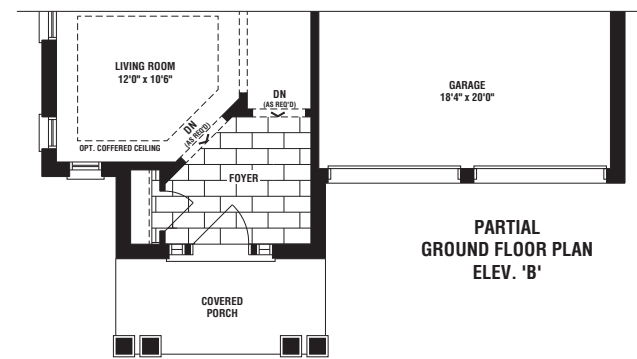 LIVING ROOM
12'0" x 10'6"
OPT. COFFERED CEILING
DN
(AS REQ'D)
DN
(AS REQ'D)
FOYER
GARAGE
18'4" x 20'0"
COVERED
PORCH
PARTIAL
GROUND FLOOR PLAN
ELEV. 'B'